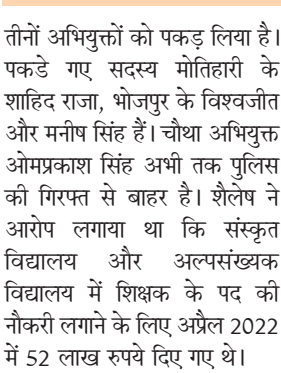 तीनों अभियुक्तों को पकड़ लिया है।
पकडे गए सदस्य मोतिहारी के
शाहिद राजा, भोजपुर के विश्वजीत
और मनीष सिंह हैं। चौथा अभियुक्त
ओमप्रकाश सिंह अभी तक पुलिस
की गिरफ्त से बाहर है। शैलेष ने
आरोप लगाया था कि संस्कृत
विद्यालय और अल्पसंख्यक
विद्यालय में शिक्षक के पद की
नौकरी लगाने के लिए अप्रैल 2022
में 52 लाख रुपये दिए गए थे।